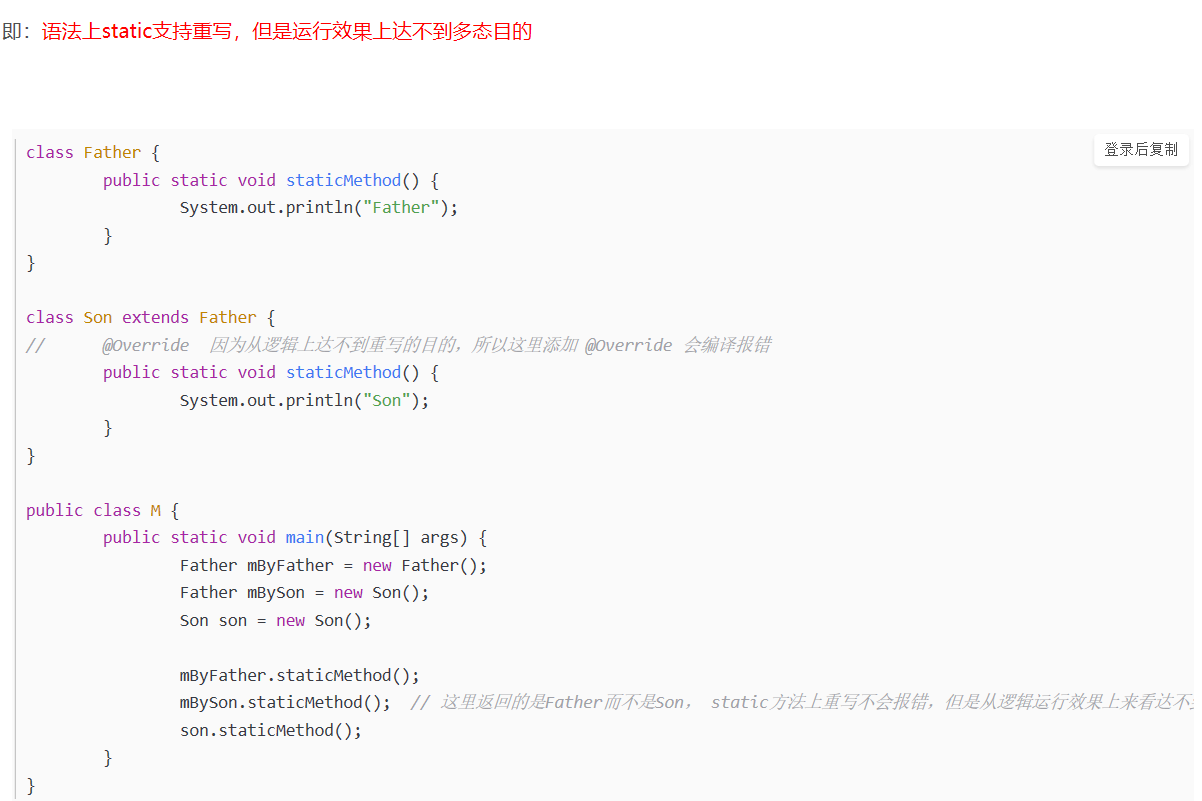 即：语法上static支持重写，但是运行效果上达不到多态目的
登录后复制
class Father {
public static void staticMethod() {
System.out.println("Father");
}
}
class Son extends Father {
// @Override 因为从逻辑上达不到重写的目的，所以这里添加 @Override 会编译报错
public static void staticMethod() {
System.out.println("Son");
}
}
public class M {
public static void main(String[] args) {
Father mByFather = new Father();
Father mBySon = new Son();
Son son = new Son();
mByFather.staticMethod();
mBySon.staticMethod(); // 这里返回的是Father而不是Son， static方法上重写不会报错，但是从逻辑运行效果上来看达不
son.staticMethod();
}
}